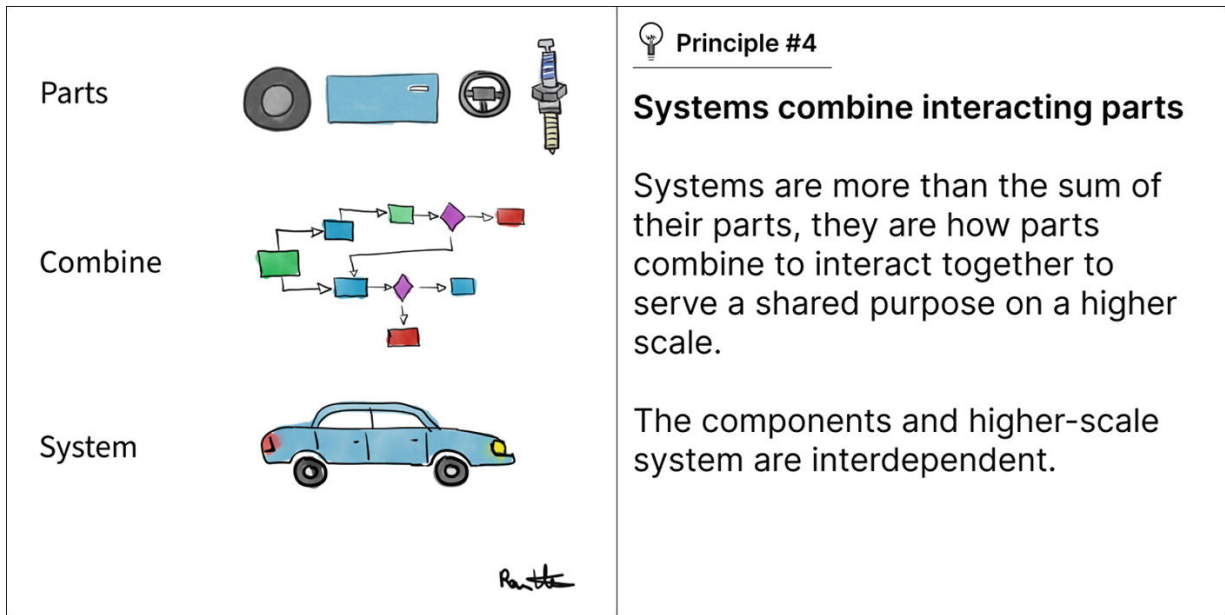 Parts
Combine
System
Principle #4
Systems combine interacting parts
Systems are more than the sum of
their parts, they are how parts
combine to interact together to
serve a shared purpose on a higher
scale.
The components and higher-scale
system are interdependent.